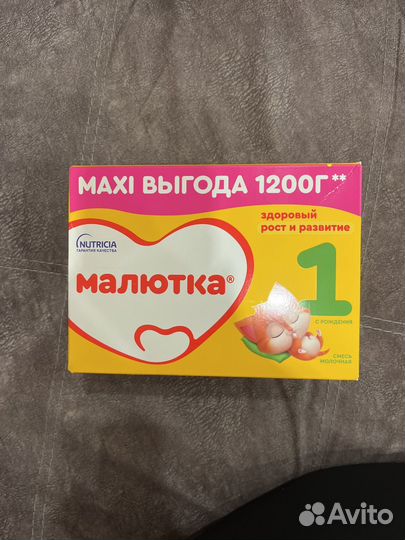 MAXI ВЫГОДА 1200Г**
здоровый
рост и развитие
NUTRICIA
ГАРАНТИЯ КАЧЕСТВА
малютка®
1
С РОЖДЕНИЯ
СМЕСЬ
МОЛОЧНАЯ
Avito